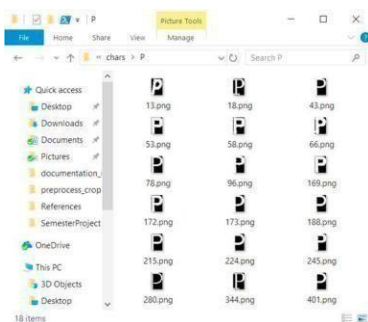 P
Picture Tools
File
Home
Share
View
Manage
« chars > P
Search P
Quick access
Desktop
Downloads
Documents
Pictures
documentation_
preprocess_crop
References
SemesterProject
OneDrive
This PC
3D Objects
Desktop
P P P
13.png 18.png 43.png
P P P
53.png 58.png 66.png
P P P
78.png 96.png 169.png
P P P
172.png 173.png 188.png
P P P
215.png 224.png 245.png
P P P
280.png 344.png 401.png
18 items